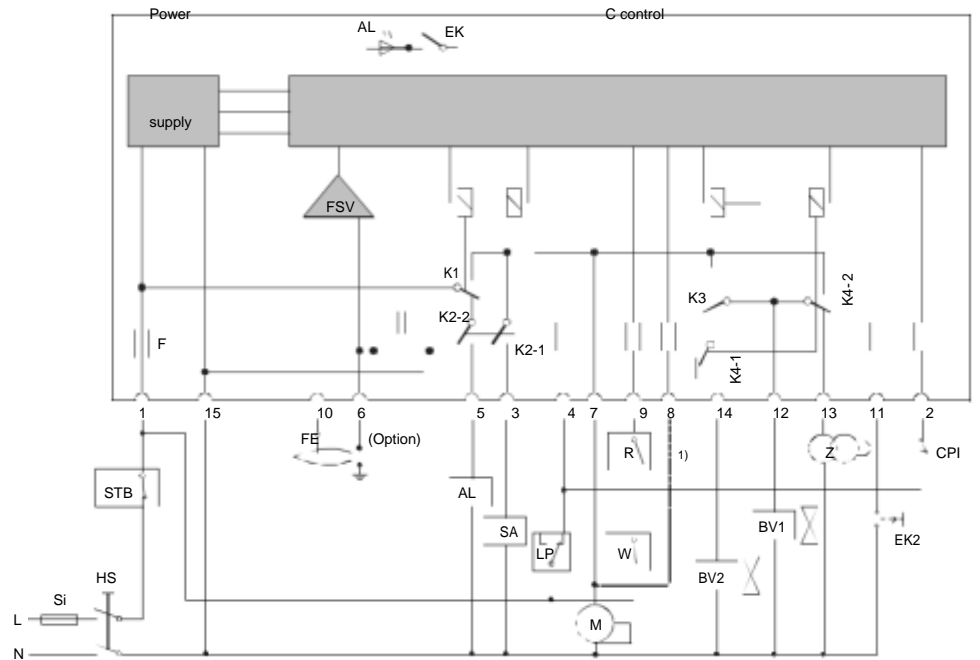 Power C control
AL EK
supply
FSV
K1
K2-2
K2-1
K3
K4-2
K4-1
F
1 15 10 6 5 3 4 7 9 8 14 12 13 11 2
FE (Option)
R 1) Z CPI
STB
AL
SA
LP
W
BV1
BV2
EK2
HS
Si
M
L
N